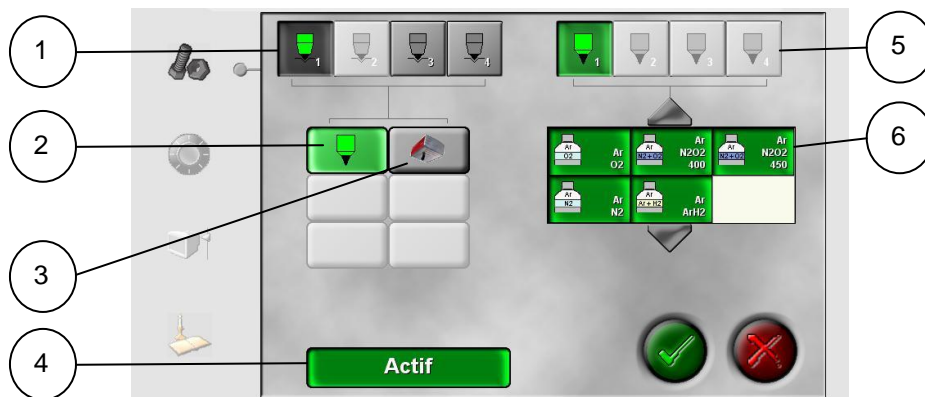 1
1 2 3 4
1 2 3 4
5
2
Ar O2 Ar O2
Ar N2+O2 Ar N2O2 400
Ar N2+O2 Ar N2O2 450
6
Ar N2 Ar N2
Ar Ar+H2 Ar ArH2
3
4
Actif